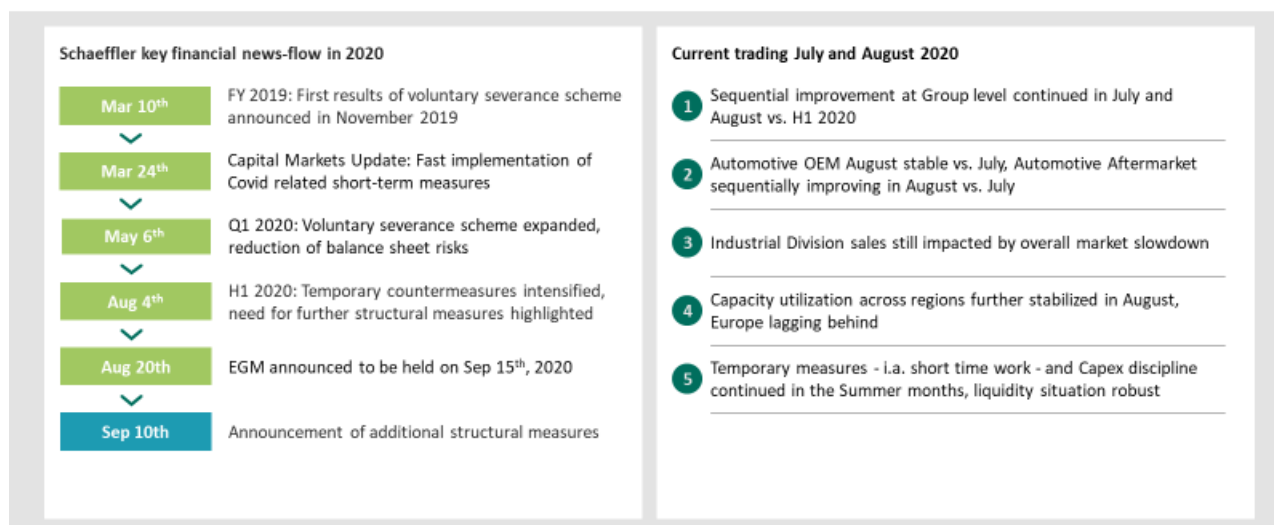 Schaeffler key financial news-flow in 2020
Mar 10th
FY 2019: First results of voluntary severance scheme
announced in November 2019
Mar 24th
Capital Markets Update: Fast implementation of
Covid related short-term measures
May 6th
Q1 2020: Voluntary severance scheme expanded,
reduction of balance sheet risks
Aug 4th
H1 2020: Temporary countermeasures intensified,
need for further structural measures highlighted
Aug 20th
EGM announced to be held on Sep 15th, 2020
Sep 10th
Announcement of additional structural measures
Current trading July and August 2020
1
Sequential improvement at Group level continued in July and
August vs. H1 2020
2
Automotive OEM August stable vs. July, Automotive Aftermarket
sequentially improving in August vs. July
3
Industrial Division sales still impacted by overall market slowdown
4
Capacity utilization across regions further stabilized in August,
Europe lagging behind
5
Temporary measures - i.a. short time work - and Capex discipline
continued in the Summer months, liquidity situation robust